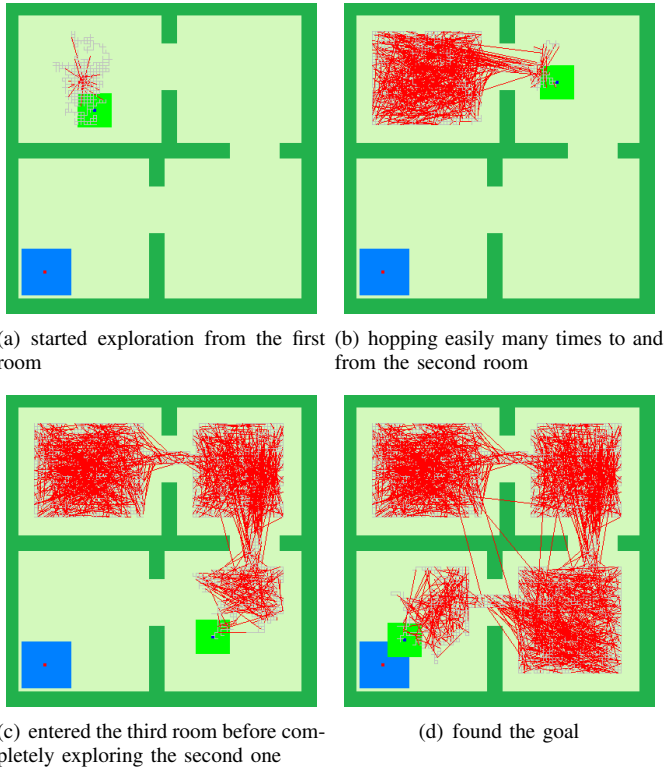 (a) started exploration from the first
room
(b) hopping easily many times to and
from the second room
(c) entered the third room before com-
pletely exploring the second one
(d) found the goal